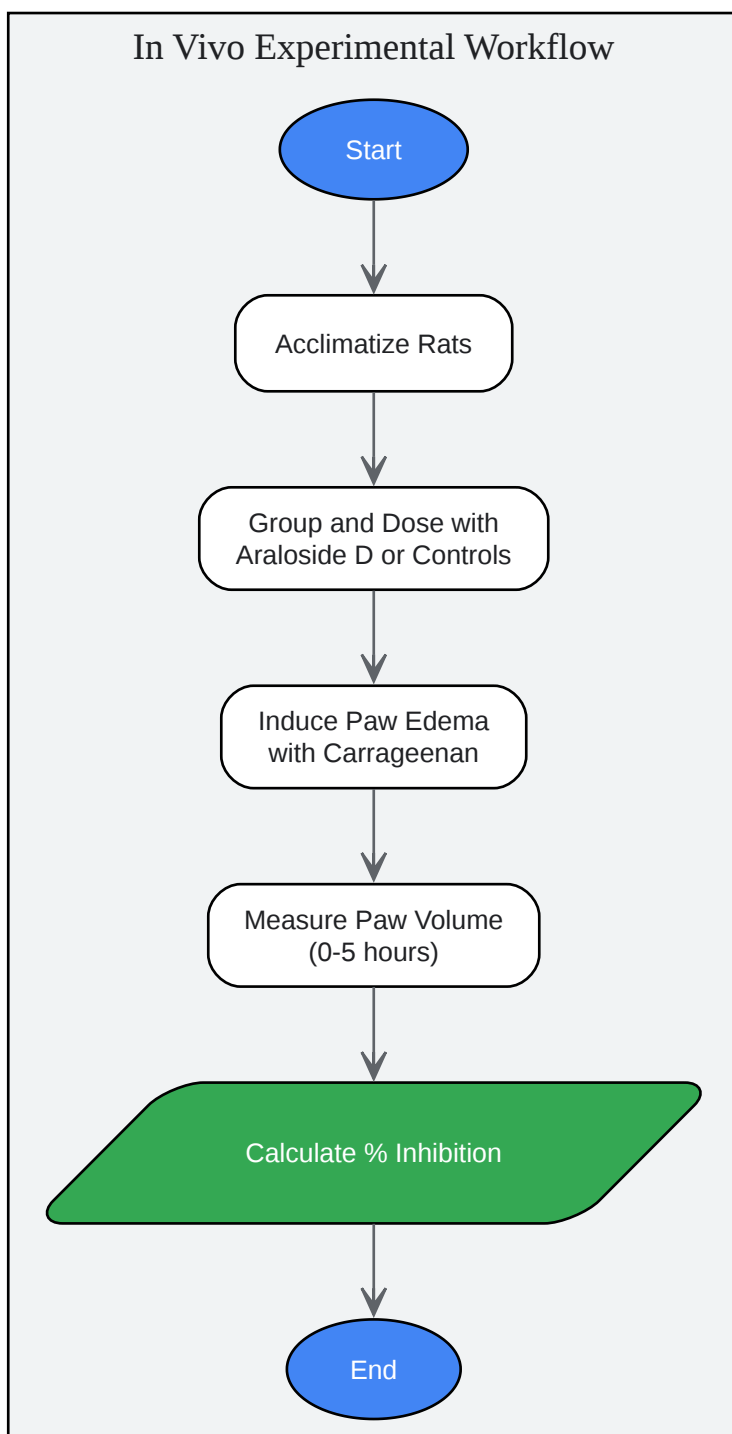 In Vivo Experimental Workflow
Start
Acclimatize Rats
Group and Dose with
Araloside D or Controls
Induce Paw Edema
with Carrageenan
Measure Paw Volume
(0-5 hours)
Calculate % Inhibition
End